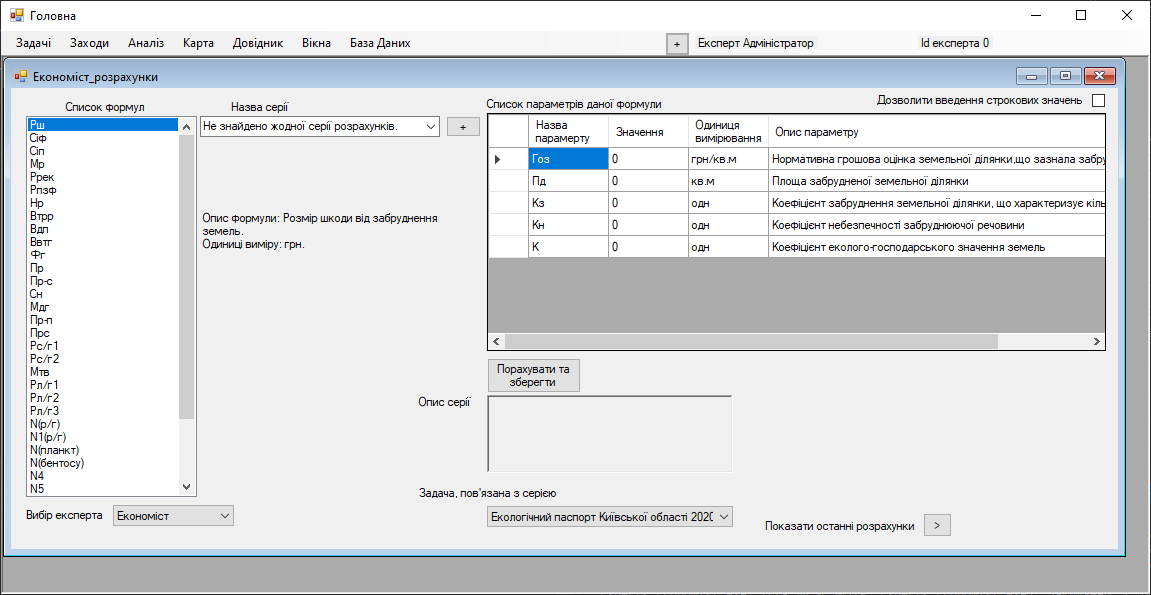 Головна
Задачі Заходи Аналіз Карта Довідник Вікна База Даних + Експерт Адміністратор Id експерта 0
Економіст_розрахунки
Список формул
Назва серії
Список параметрів даної формули
Дозволити введення строкових значень
Рш
Сіф
Сіп
Мр
Ррек
Рпзф
Нр
Втрр
Вдп
Ввтг
Фг
Пр
Пр-с
Сн
Мдг
Пр-п
Прс
Рс/г1
Рс/г2
Мтв
Рл/г1
Рл/г2
Рл/г3
N(р/г)
N1(р/г)
N(планкт)
N(бентосу)
N4
N5
Не знайдено жодної серії розрахунків. +
Опис формули: Розмір шкоди від забруднення
земель.
Одиниці виміру: грн.
Назва парамерту Значення Одиниця вимірювання Опис параметру
Гоз 0 грн/кв.м Нормативна грошова оцінка земельної ділянки,що зазнала забру
Пд 0 кв.м Площа забрудненої земельної ділянки
Кз 0 одн Коефіцієнт забруднення земельної ділянки, що характеризує кіль
Кн 0 одн Коефіцієнт небезпечності забруднюючої речовини
К 0 одн Коефіцієнт еколого-господарського значення земель
Порахувати та
зберегти
Опис серії
Задача, пов'язана з серією
Вибір експерта Економіст
Екологічний паспорт Київської області 2020
Показати останні розрахунки >